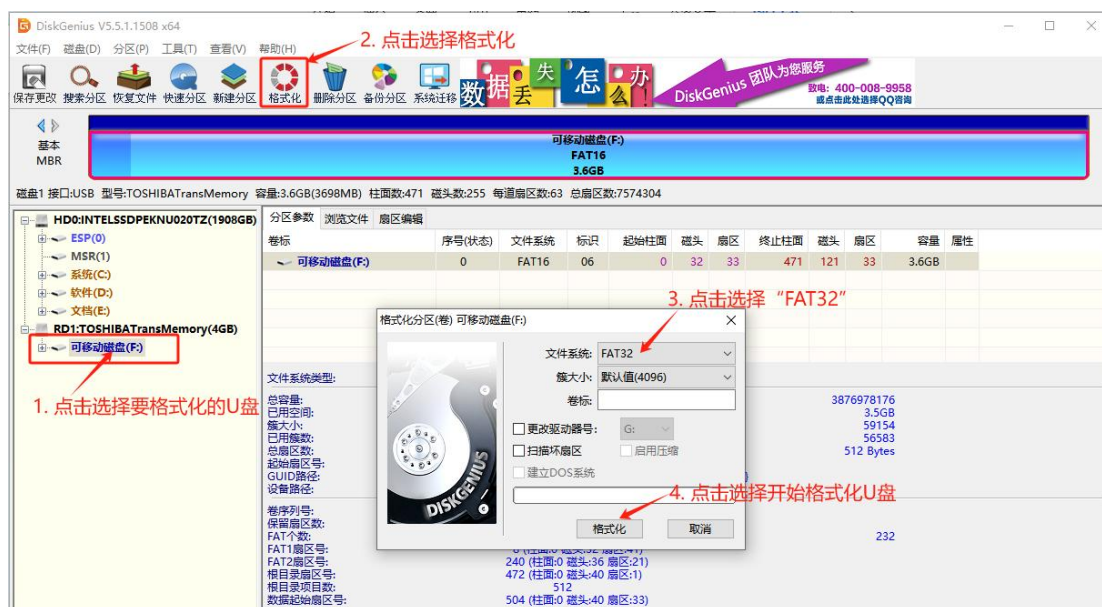 DiskGenius V5.5.1.1508 x64
文件(F) 磁盘(D) 分区(P) 工具(T) 查看(V) 帮助(H)
2. 点击选择格式化
保存更改 搜索分区 恢复文件 快速分区 新建分区 格式化 删除分区 备份分区 系统迁移
数据丢失怎么办
DiskGenius 团队为您服务
致电: 400-008-9958
或点击此处选择QQ咨询
基本
MBR
可移动磁盘(F:)
FAT16
3.6GB
磁盘1 接口:USB 型号:TOSHIBATransMemory 容量:3.6GB(3698MB) 柱面数:471 磁头数:255 每道扇区数:63 总扇区数:7574304
HD0:INTELSSDPEKNU020TZ(1908GB)
ESP(0)
MSR(1)
系统(C:)
软件(D:)
文档(E:)
RD1:TOSHIBATransMemory(4GB)
可移动磁盘(F:)
1. 点击选择要格式化的U盘
分区参数 浏览文件 扇区编辑
卷标 序号(状态) 文件系统 标识 起始柱面 磁头 扇区 终止柱面 磁头 扇区 容量 属性
可移动磁盘(F:) 0 FAT16 06 0 32 33 471 121 33 3.6GB
3. 点击选择“FAT32”
格式化分区(卷) 可移动磁盘(F:)
文件系统: FAT32
簇大小: 默认值(4096)
卷标:
更改驱动器号: G:
扫描坏扇区 启用压缩
建立DOS系统
DISKGENIUS
4. 点击选择开始格式化U盘
格式化 取消
文件系统类型:
总容量: 3876978176
已用空间: 3.5GB
簇大小: 59154
已用簇数: 56583
总扇区数: 512 Bytes
起始扇区号:
GUID路径:
设备路径:
卷序列号:
保留扇区数:
FAT个数: 232
FAT1扇区号:
FAT2扇区号: 240 (柱面:0 磁头:36 扇区:21)
根目录扇区号: 472 (柱面:0 磁头:40 扇区:1)
根目录项目数: 512
数据起始扇区号: 504 (柱面:0 磁头:40 扇区:33)